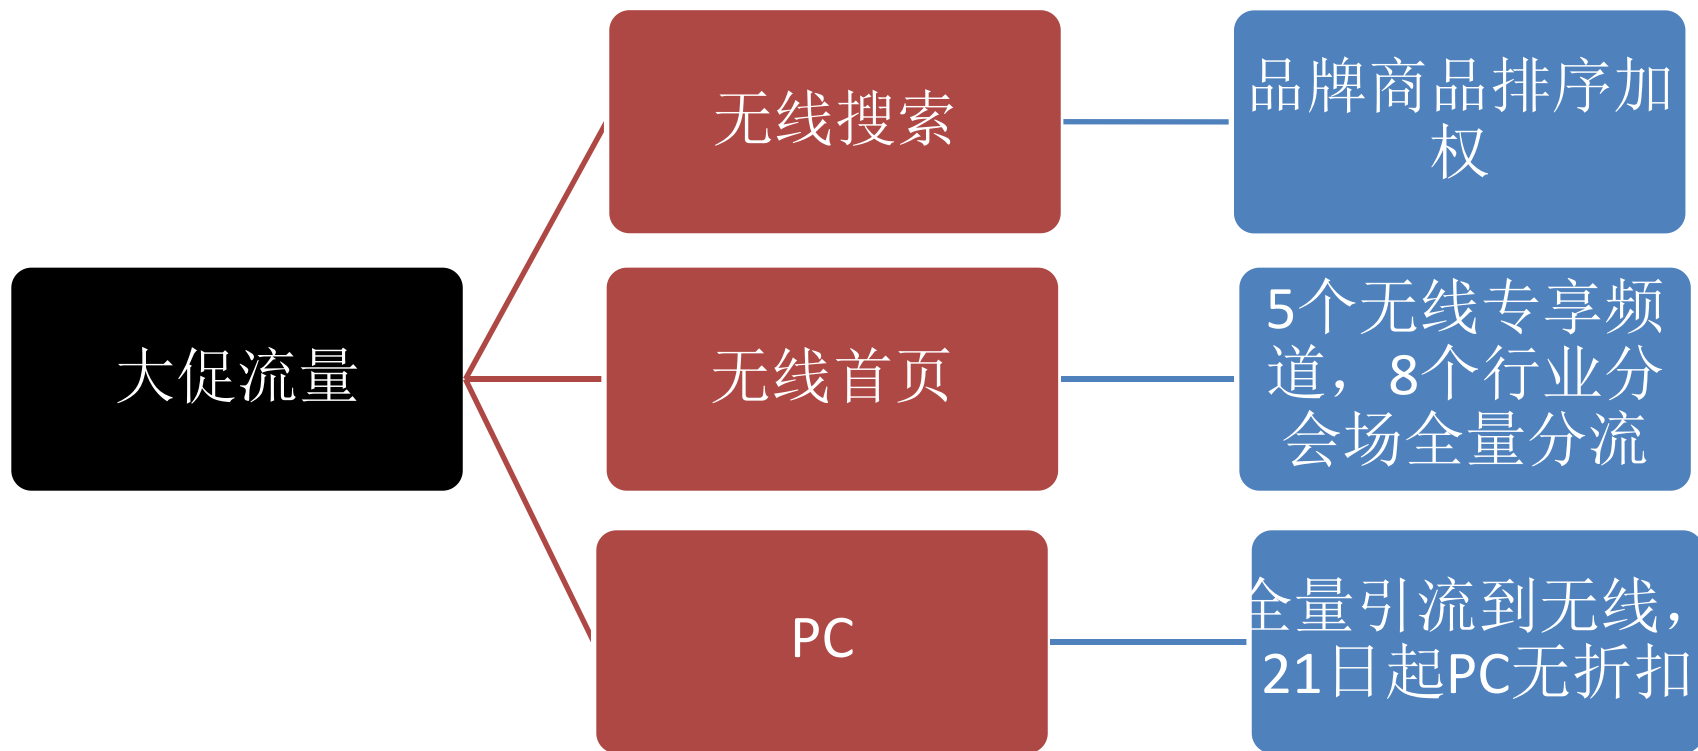 大促流量
无线搜索
品牌商品排序加
权
无线首页
5个无线专享频
道，8个行业分
会场全量分流
PC
全量引流到无线，
21日起PC无折扣